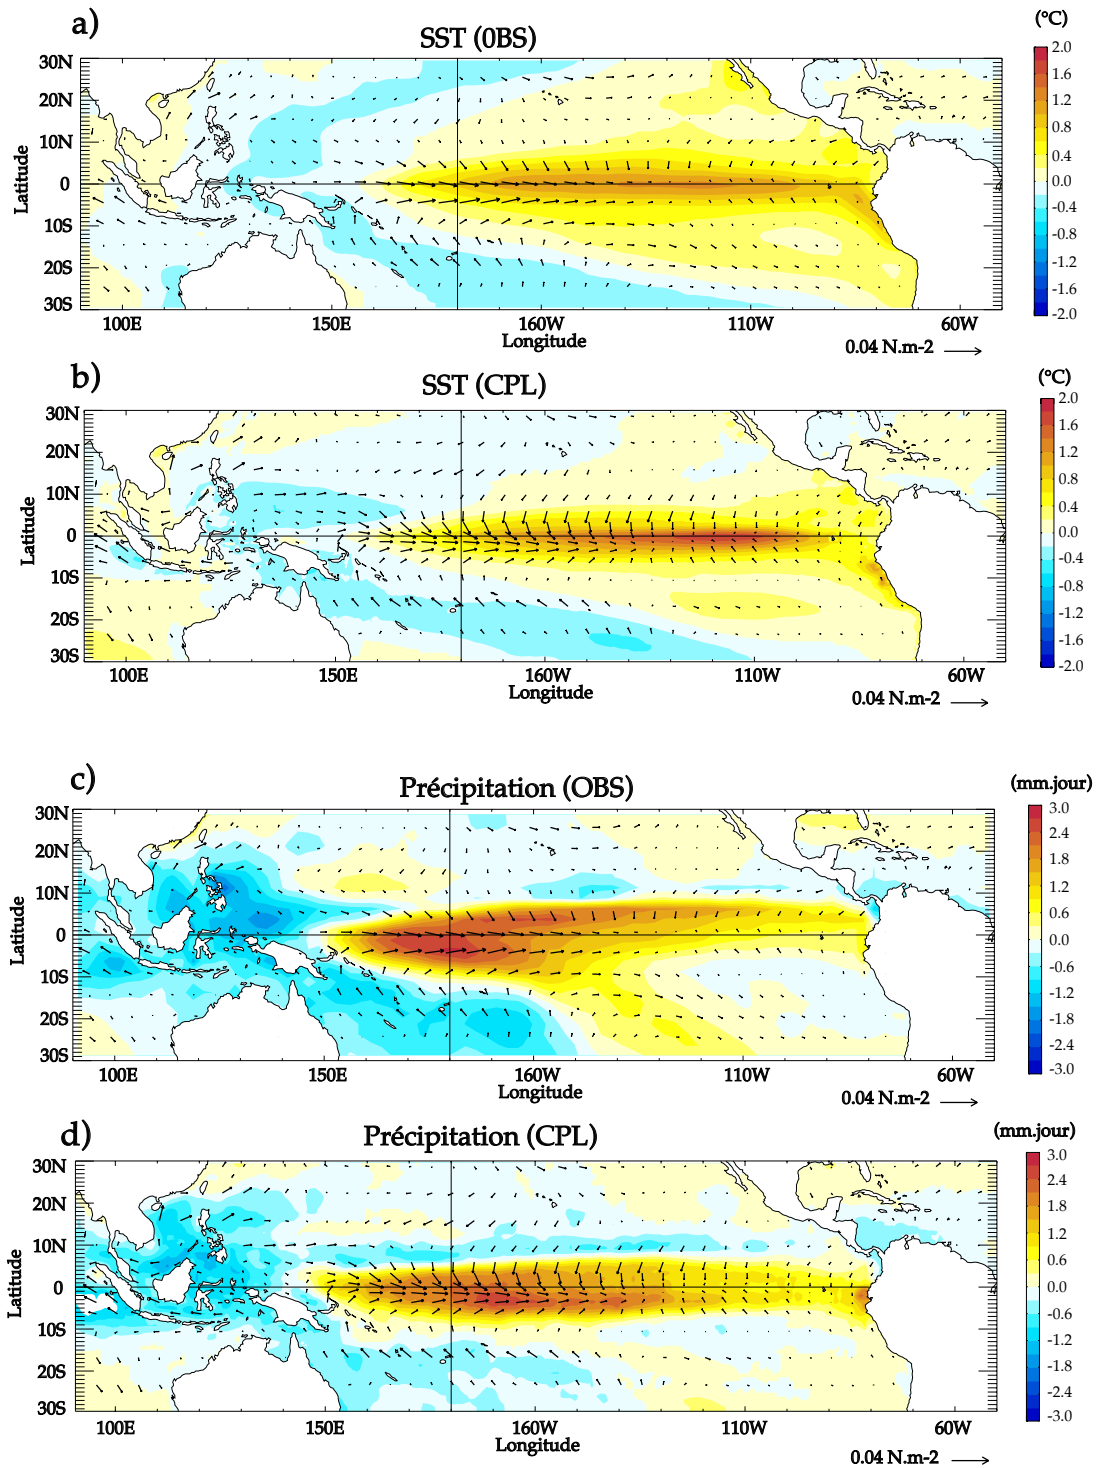 a)
SST (0BS)
(°C)
30N
20N
10N
0
10S
20S
30S
Latitude
100E
150E
160W
110W
60W
Longitude
0.04 N.m-2
2.0
1.6
1.2
0.8
0.4
0.0
-0.4
-0.8
-1.2
-1.6
-2.0
b)
SST (CPL)
(°C)
30N
20N
10N
0
10S
20S
30S
Latitude
100E
150E
160W
110W
60W
Longitude
0.04 N.m-2
2.0
1.6
1.2
0.8
0.4
0.0
-0.4
-0.8
-1.2
-1.6
-2.0
c)
Précipitation (OBS)
(mm.jour)
30N
20N
10N
0
10S
20S
30S
Latitude
100E
150E
160W
110W
60W
Longitude
0.04 N.m-2
3.0
2.4
1.8
1.2
0.6
0.0
-0.6
-1.2
-1.8
-2.4
-3.0
d)
Précipitation (CPL)
(mm.jour)
30N
20N
10N
0
10S
20S
30S
Latitude
100E
150E
160W
110W
60W
Longitude
0.04 N.m-2
3.0
2.4
1.8
1.2
0.6
0.0
-0.6
-1.2
-1.8
-2.4
-3.0